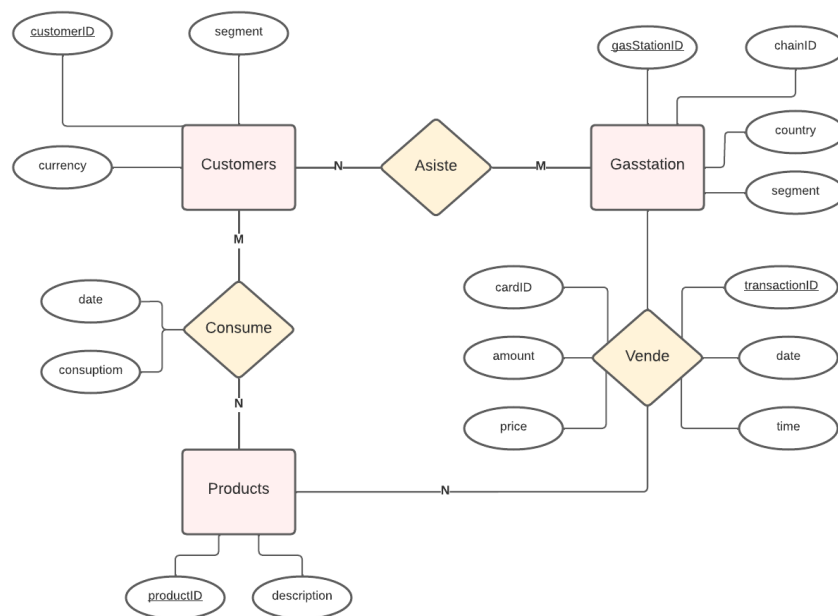 customerID
segment
gasStationID
chainID
country
currency
Customers
N
Asiste
M
Gasstation
segment
M
date
Consume
consuptiom
cardID
transactionID
amount
Vende
date
price
time
N
Products
N
productID
description